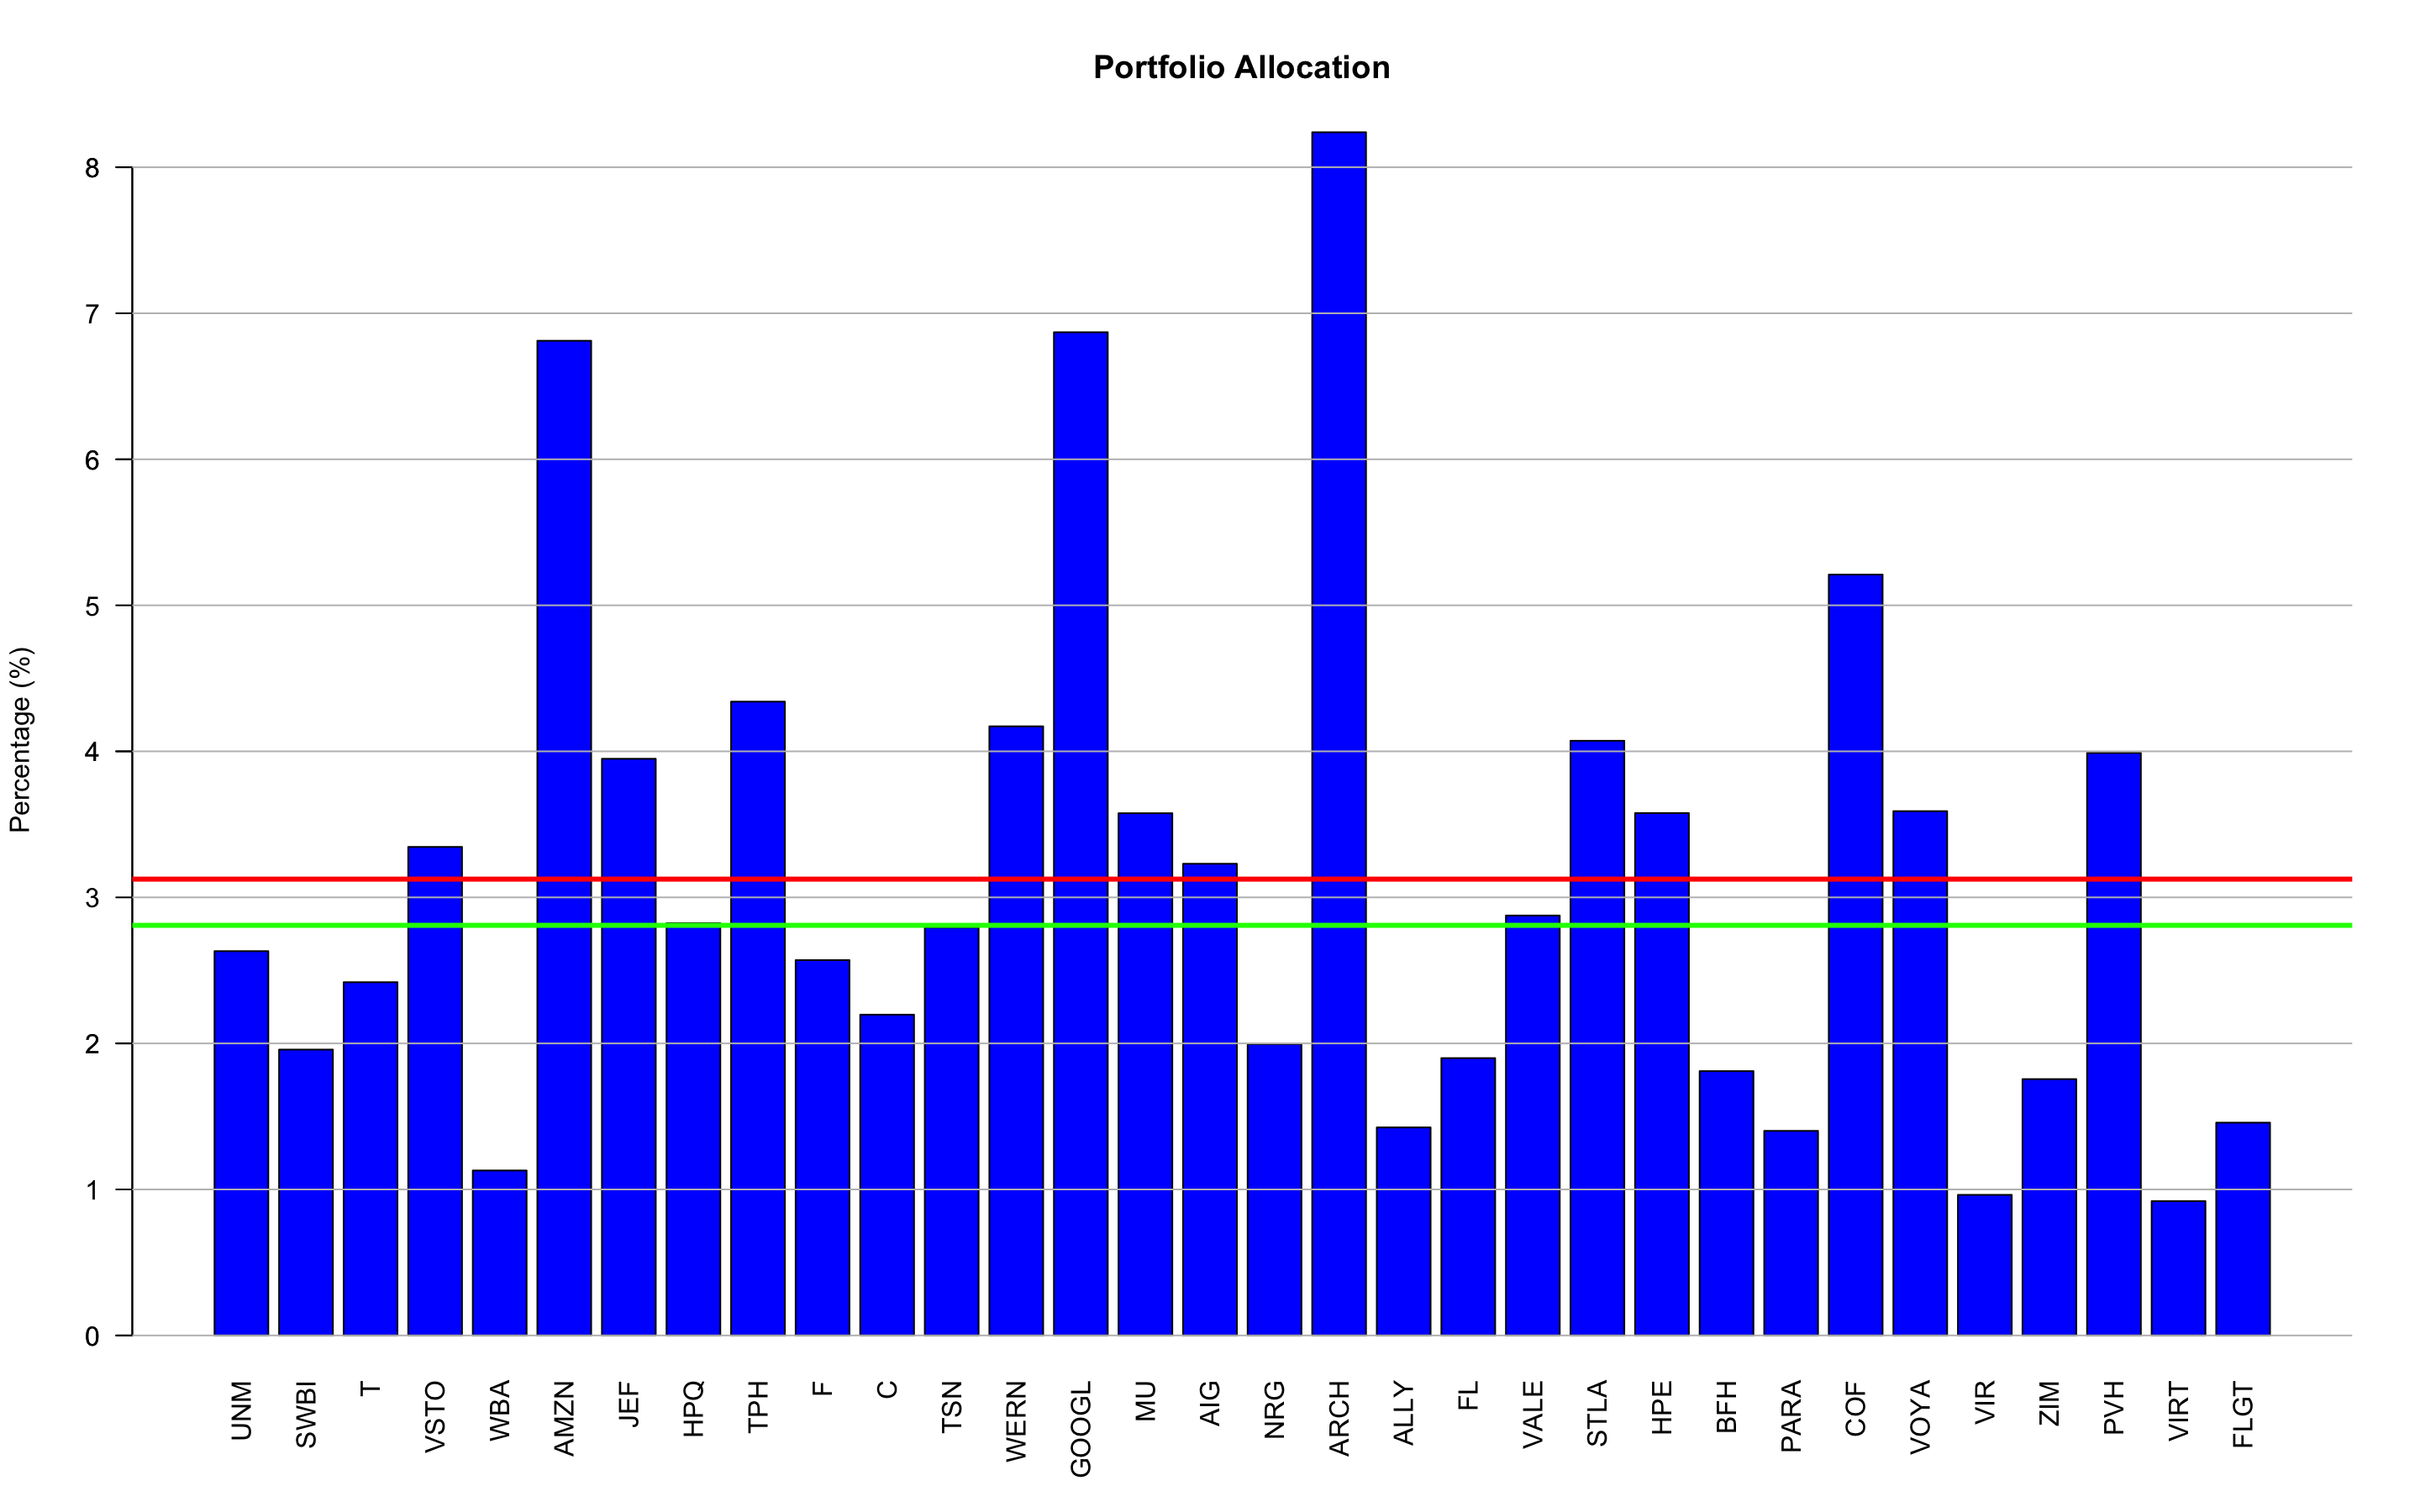 Portfolio Allocation
Percentage (%)
8
7
6
5
4
3
2
1
0
UNM
SWBI
T
VSTO
WBA
AMZN
JEF
HPQ
TPH
F
C
TSN
WERN
GOOGL
MU
AIG
NRG
ARCH
ALLY
FL
VALE
STLA
HPE
BFH
PARA
COF
VOYA
VIR
ZIM
PVH
VIRT
FLGT